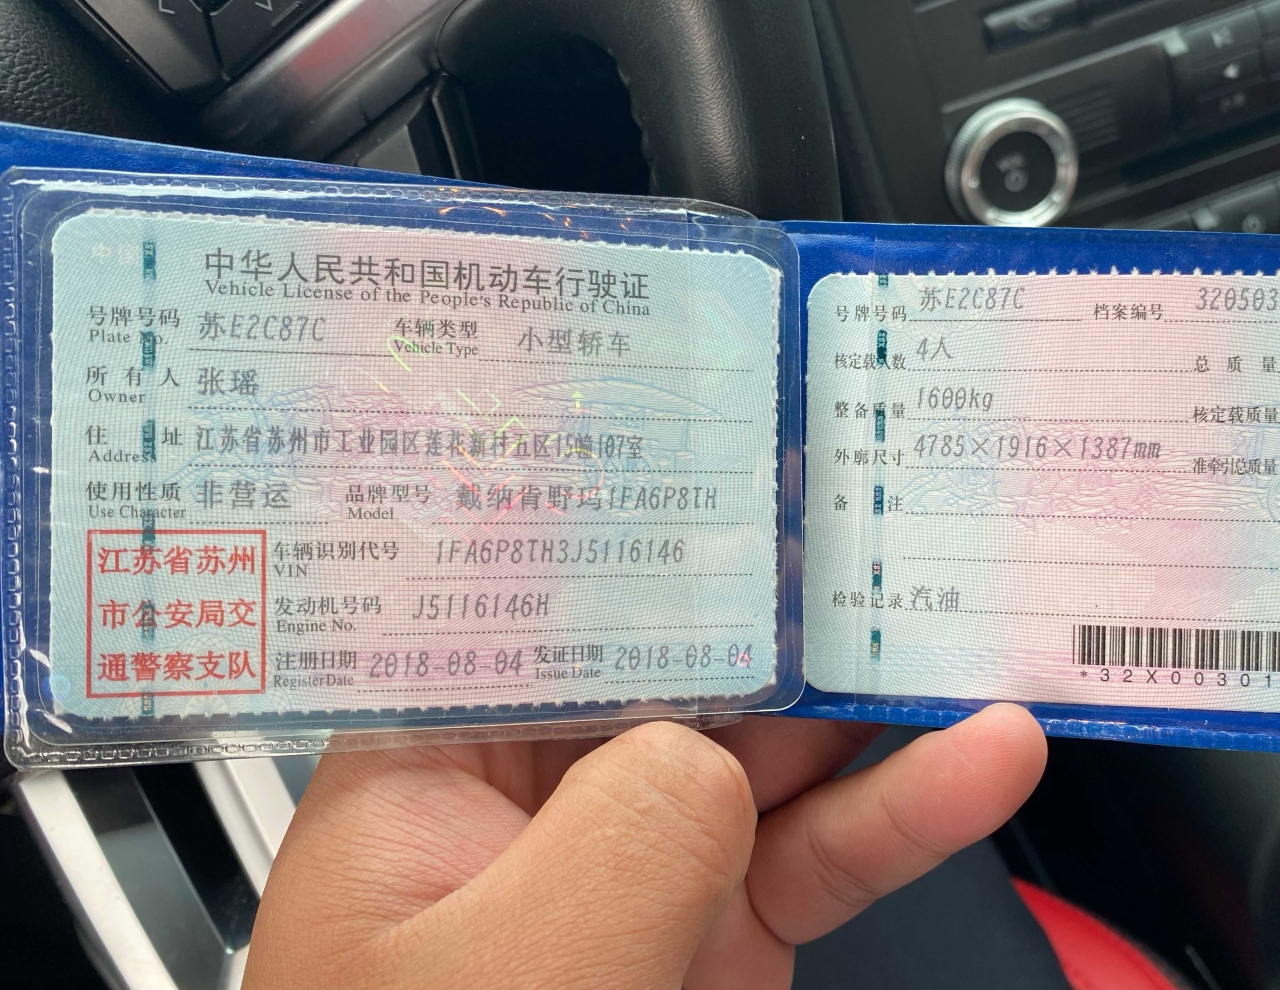 中华人民共和国机动车行驶证
Vehicle License of the People's Republic of China
号牌号码 苏E2C87C 车辆类型 小型轿车
Plate No. Vehicle Type
所有人 张瑶
Owner
住址 江苏省苏州市工业园区莲花新村五区15幢107室
Address
使用性质 非营运 品牌型号 戴纳肯野玛1FA6P8TH
Use Character Model
江苏省苏州
市公安局交
通警察支队
车辆识别代号 1FA6P8TH3J5116146
VIN
发动机号码 J5116146H
Engine No.
注册日期 2018-08-04 发证日期 2018-08-04
Register Date Issue Date
号牌号码 苏E2C87C 档案编号 320503
核定载人数 4人 总质量
整备质量 1600kg 核定载质量
外廓尺寸 4785×1916×1387mm 准牵引总质量
备注
检验记录 汽油
*32X00301